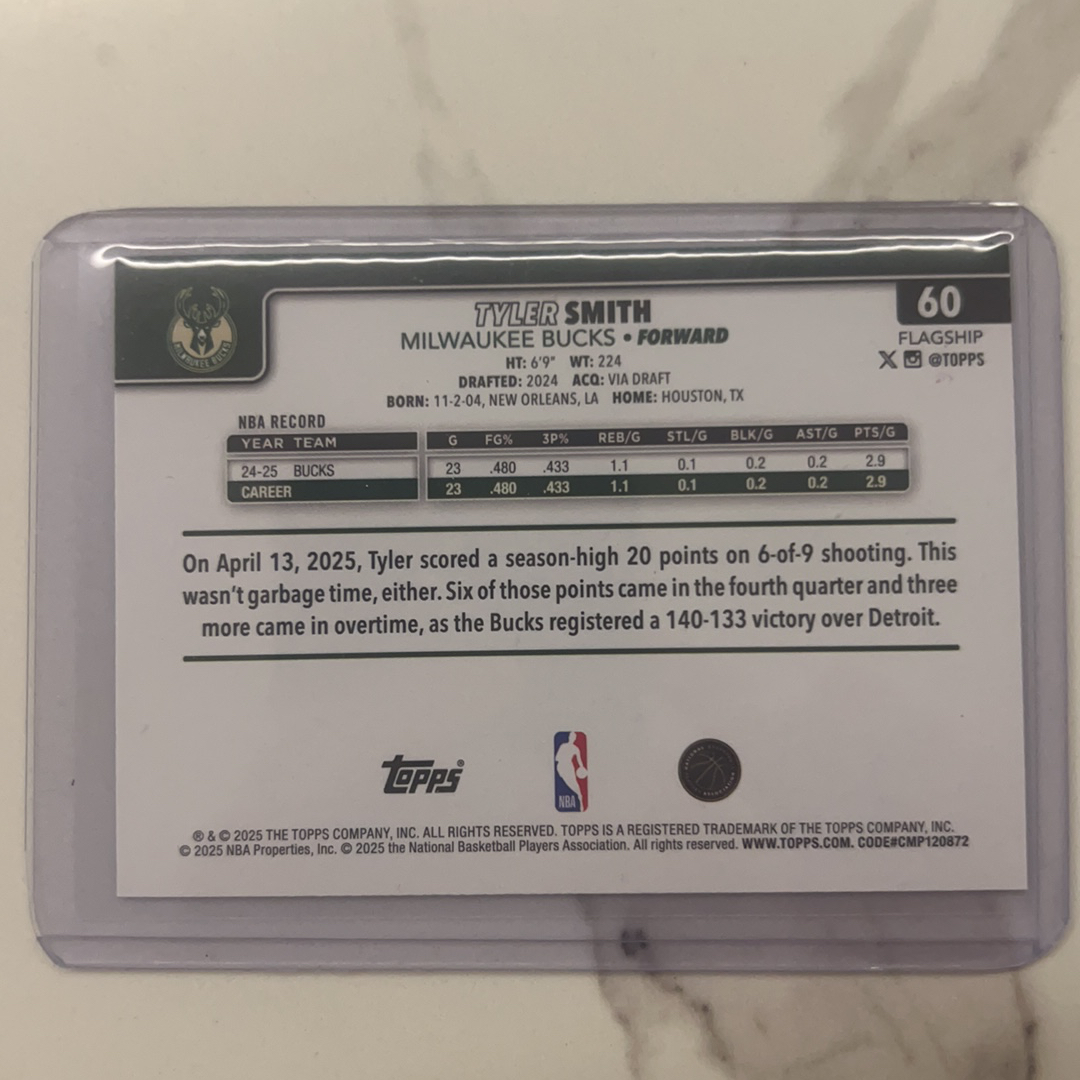 MILWAUKEE BUCKS
TYLER SMITH
60
MILWAUKEE BUCKS • FORWARD
FLAGSHIP
HT: 6'9" WT: 224
X @TOPPS
DRAFTED: 2024 ACQ: VIA DRAFT
BORN: 11-2-04, NEW ORLEANS, LA HOME: HOUSTON, TX
NBA RECORD
YEAR TEAM G FG% 3P% REB/G STL/G BLK/G AST/G PTS/G
24-25 BUCKS 23 .480 .433 1.1 0.1 0.2 0.2 2.9
CAREER 23 .480 .433 1.1 0.1 0.2 0.2 2.9
On April 13, 2025, Tyler scored a season-high 20 points on 6-of-9 shooting. This
wasn't garbage time, either. Six of those points came in the fourth quarter and three
more came in overtime, as the Bucks registered a 140-133 victory over Detroit.
topps®
NBA
® & © 2025 THE TOPPS COMPANY, INC. ALL RIGHTS RESERVED. TOPPS IS A REGISTERED TRADEMARK OF THE TOPPS COMPANY, INC.
© 2025 NBA Properties, Inc. © 2025 the National Basketball Players Association. All rights reserved. WWW.TOPPS.COM. CODE#CMP120872